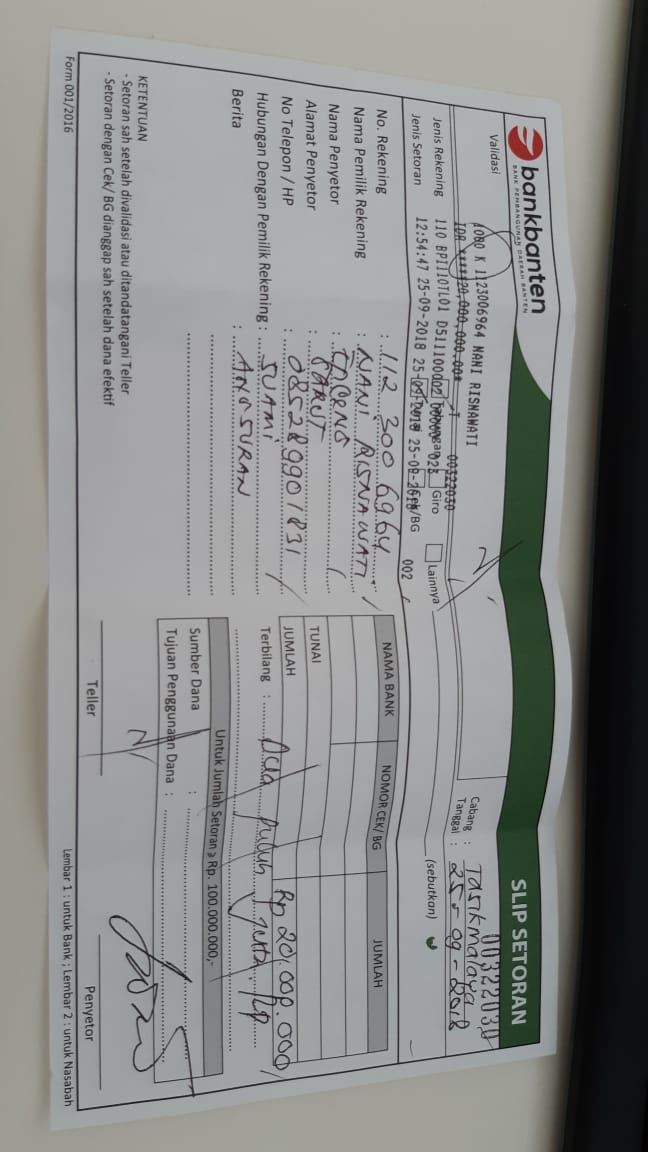 bankbanten
BANK PEMBANGUNAN DAERAH BANTEN
SLIP SETORAN
00322030
Validasi
1080 K 1123006964 NANI RISNAWATI
IDR ****20,000,000.00* T 00322030
110 BPI110TL01 D5111000
12:54:47 25-09-2018 25-09-2018 25-09-2018 002
Cabang : Tasikmalaya
Tanggal : 25-09-2018
Jenis Rekening Tabungan Giro Lainnya (sebutkan)
Jenis Setoran Tunai Cek/BG
No. Rekening : 112 300 6964
Nama Pemilik Rekening : NANI RISNAWATI
Nama Penyetor :
Alamat Penyetor : GARUT
No Telepon / HP : 085289901831
Hubungan Dengan Pemilik Rekening : SUAMI
Berita : ANGSURAN
NAMA BANK NOMOR CEK/ BG JUMLAH
TUNAI
JUMLAH Rp 20,000.000
Terbilang : Dua puluh juta Rp
Untuk Jumlah Setoran ≥ Rp. 100.000.000,-
Sumber Dana :
Tujuan Penggunaan Dana :
KETENTUAN
- Setoran sah setelah divalidasi atau ditandatangani Teller
- Setoran dengan Cek/ BG dianggap sah setelah dana efektif
Teller
Penyetor
Form 001/2016
Lembar 1 : untuk Bank ; Lembar 2 : untuk Nasabah